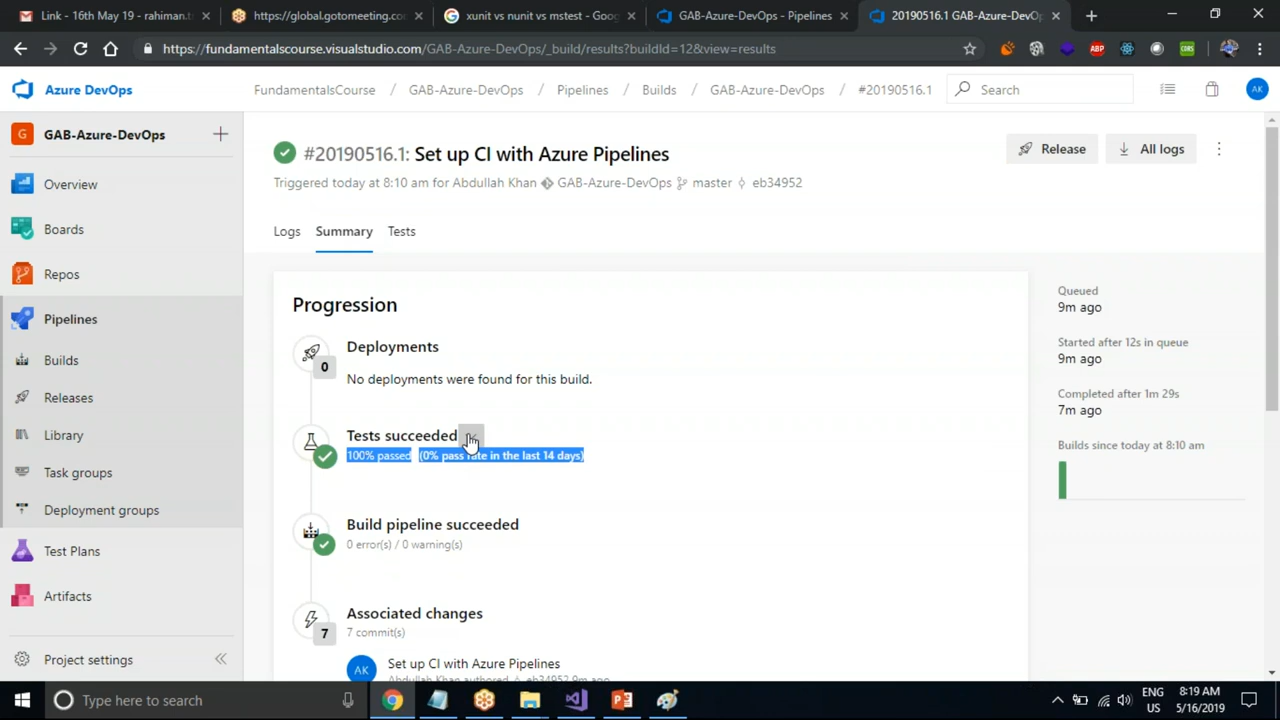 Link - 16th May 19 - rahiman.t
https://global.gotomeeting.co
xunit vs nunit vs mstest - Goog
GAB-Azure-DevOps - Pipelines
20190516.1 GAB-Azure-DevO
https://fundamentalscourse.visualstudio.com/GAB-Azure-DevOps/_build/results?buildId=12&view=results
ABP
CORS
Azure DevOps
FundamentalsCourse / GAB-Azure-DevOps / Pipelines / Builds / GAB-Azure-DevOps / #20190516.1
Search
AK
G GAB-Azure-DevOps
Overview
Boards
Repos
Pipelines
Builds
Releases
Library
Task groups
Deployment groups
Test Plans
Artifacts
Project settings
#20190516.1: Set up CI with Azure Pipelines
Triggered today at 8:10 am for Abdullah Khan GAB-Azure-DevOps master eb34952
Release
All logs
Logs Summary Tests
Progression
Deployments
0
No deployments were found for this build.
Tests succeeded
100% passed (0% pass rate in the last 14 days)
Build pipeline succeeded
0 error(s) / 0 warning(s)
Associated changes
7
7 commit(s)
AK
Set up CI with Azure Pipelines
Abdullah Khan authored eb34952 9m ago
Queued
9m ago
Started after 12s in queue
9m ago
Completed after 1m 29s
7m ago
Builds since today at 8:10 am
Type here to search
ENG
US
8:19 AM
5/16/2019